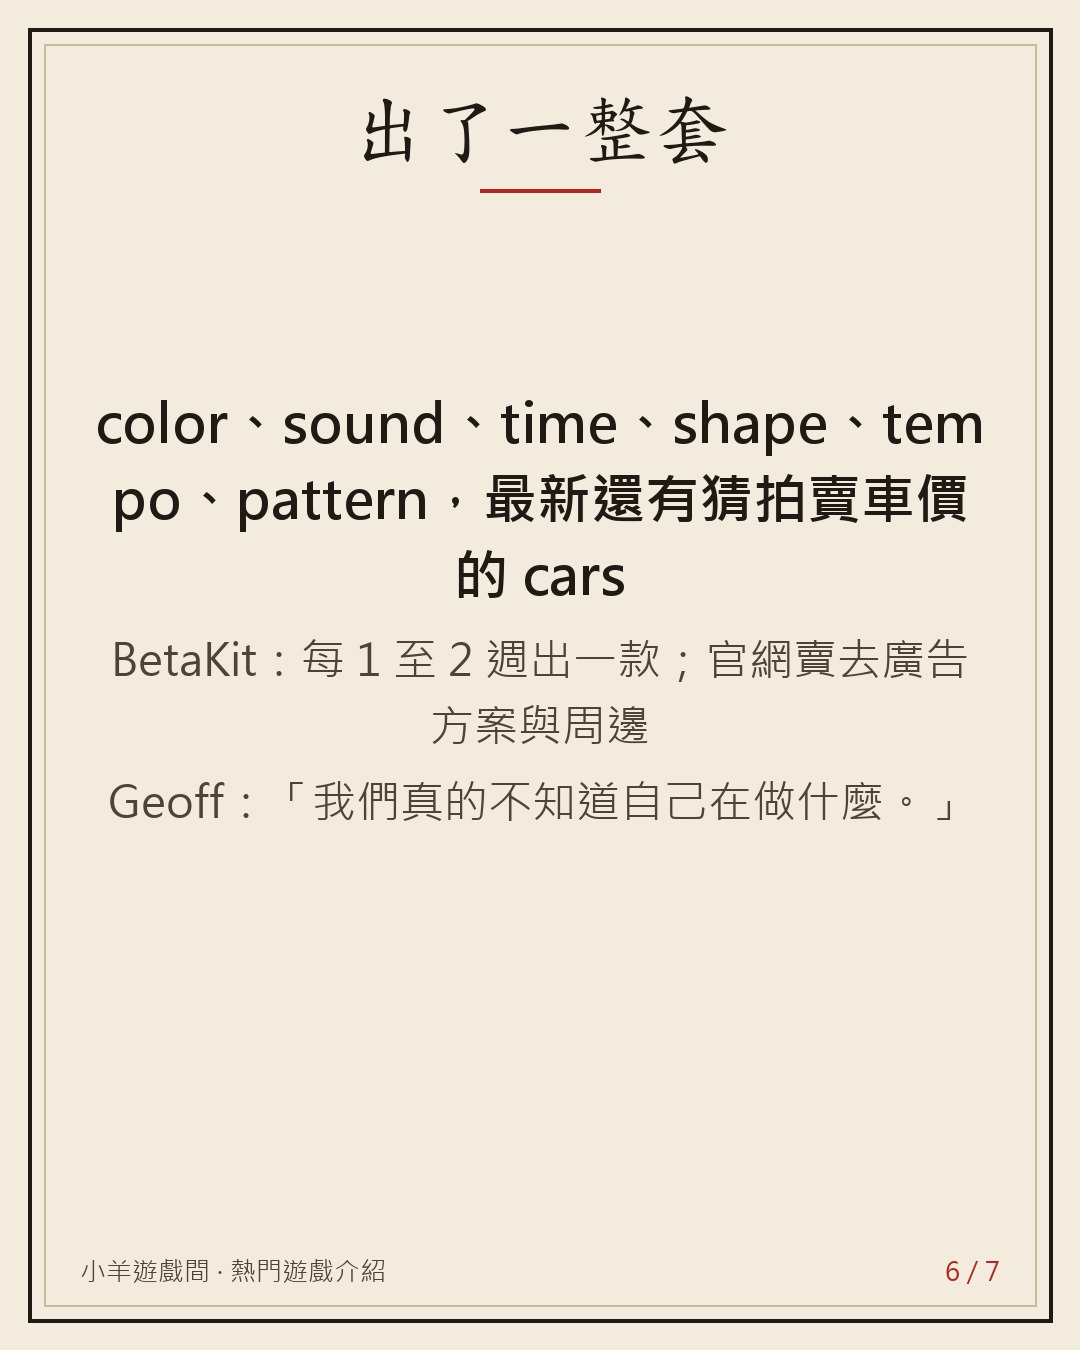 出了一整套
color、sound、time、shape、tem
po、pattern，最新還有猜拍賣車價
的 cars
BetaKit：每 1 至 2 週出一款；官網賣去廣告
方案與周邊
Geoff：「我們真的不知道自己在做什麼。」
小羊遊戲間 · 熱門遊戲介紹
6 / 7